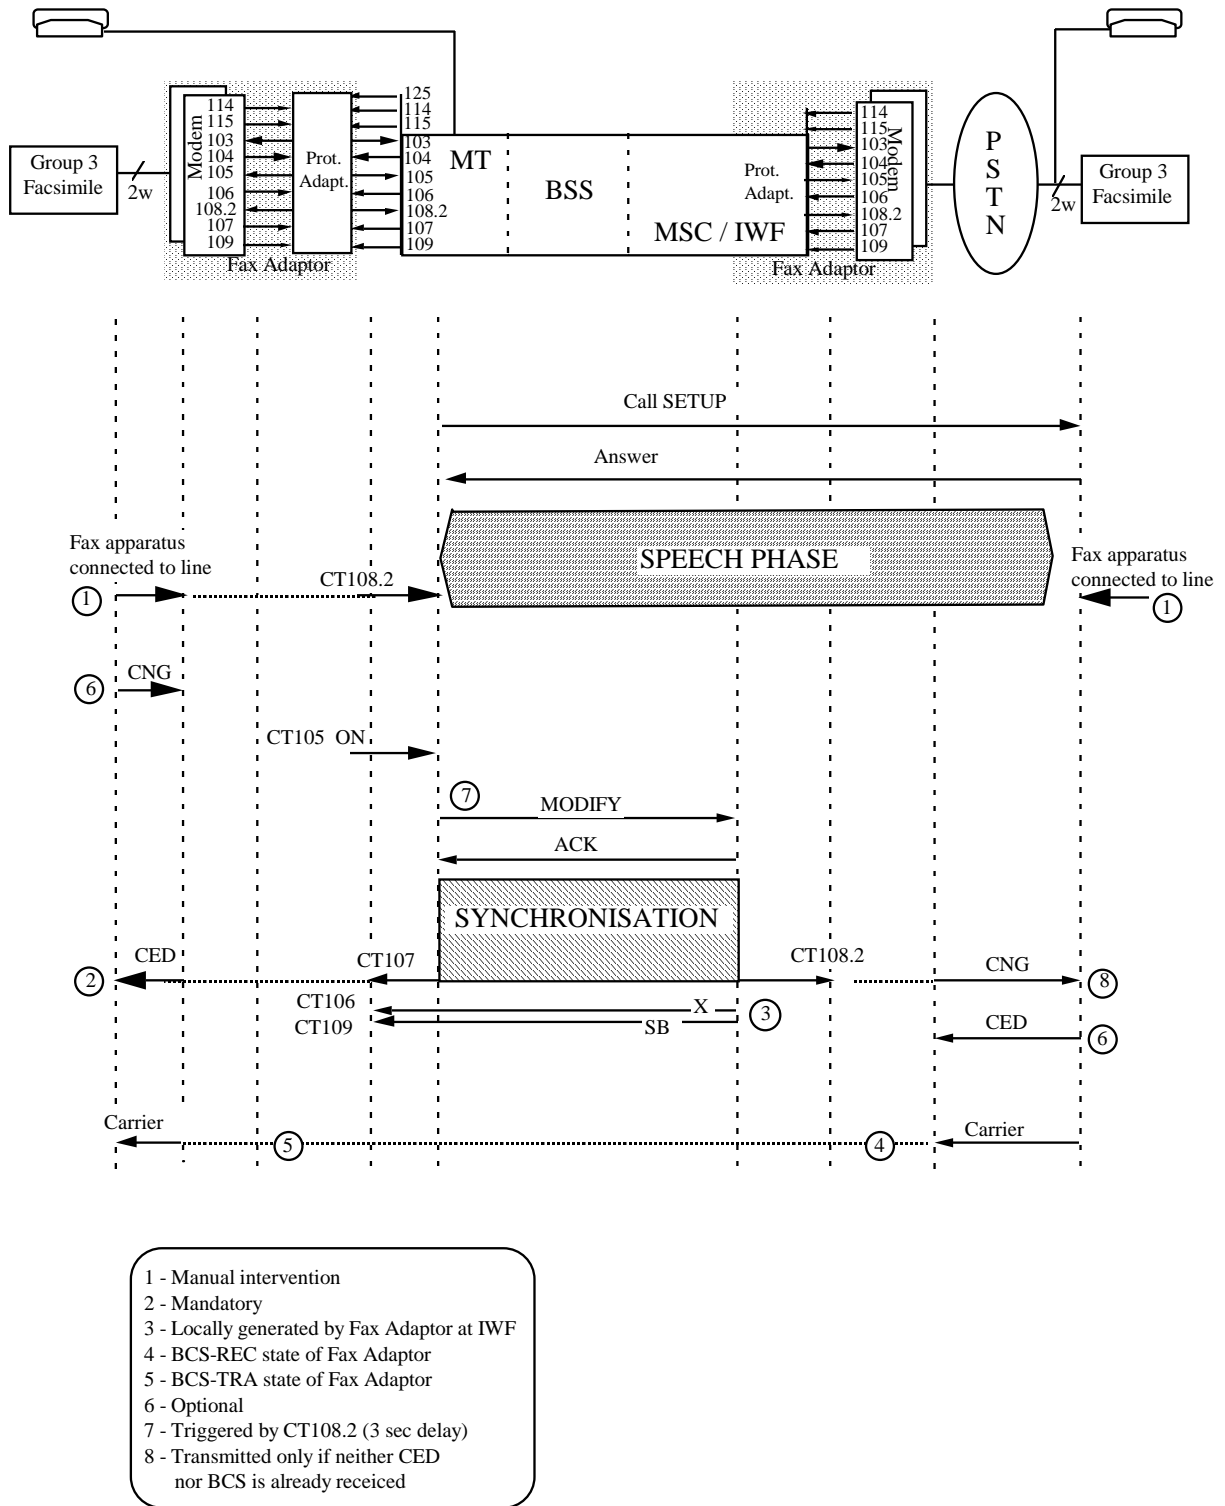 125
114
115
103
104
105
106
108.2
107
109
Modem
Prot.
Adapt.
114
115
103
104
105
106
108.2
107
109
Group 3
Facsimile
2w
Fax Adaptor
MT
BSS
MSC / IWF
Prot.
Adapt.
114
115
103
104
105
106
108.2
107
109
Modem
Fax Adaptor
P
S
T
N
2w
Group 3
Facsimile
Call SETUP
Answer
SPEECH PHASE
Fax apparatus
connected to line
1
CT108.2
Fax apparatus
connected to line
1
CNG
6
CT105 ON
7
MODIFY
ACK
SYNCHRONISATION
CED
2
CT107
CT108.2
CNG
8
CT106
X
3
CT109
SB
CED
6
Carrier
5
4
Carrier
1 - Manual intervention
2 - Mandatory
3 - Locally generated by Fax Adaptor at IWF
4 - BCS-REC state of Fax Adaptor
5 - BCS-TRA state of Fax Adaptor
6 - Optional
7 - Triggered by CT108.2 (3 sec delay)
8 - Transmitted only if neither CED
nor BCS is already receiced